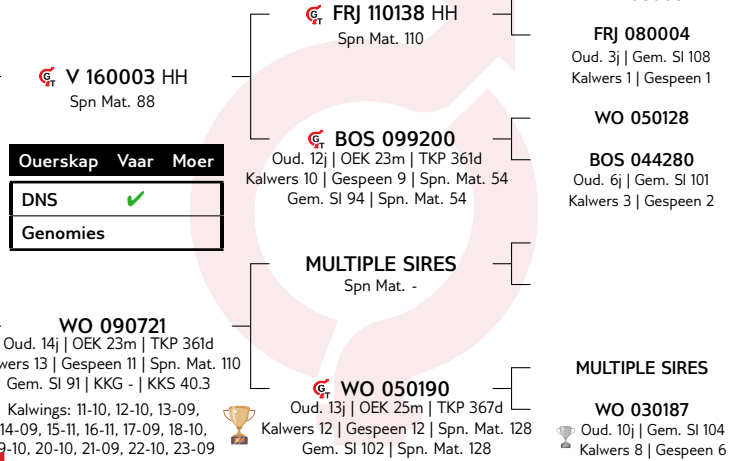 FRJ 110138 HH
Spn Mat. 110
FRJ 080004
Oud. 3j | Gem. SI 108
Kalwers 1 | Gespeen 1
V 160003 HH
Spn Mat. 88
WO 050128
BOS 099200
Oud. 12j | OEK 23m | TKP 361d
Kalwers 10 | Gespeen 9 | Spn. Mat. 54
Gem. SI 94 | Spn. Mat. 54
BOS 044280
Oud. 6j | Gem. SI 101
Kalwers 3 | Gespeen 2
Ouerskap Vaar Moer
DNS ✔
Genomies
MULTIPLE SIRES
Spn Mat. -
WO 090721
Oud. 14j | OEK 23m | TKP 361d
wers 13 | Gespeen 11 | Spn. Mat. 110
Gem. SI 91 | KKG - | KKS 40.3
Kalwings: 11-10, 12-10, 13-09,
14-09, 15-11, 16-11, 17-09, 18-10,
9-10, 20-10, 21-09, 22-10, 23-09
WO 050190
Oud. 13j | OEK 25m | TKP 367d
Kalwers 12 | Gespeen 12 | Spn. Mat. 128
Gem. SI 102 | Spn. Mat. 128
MULTIPLE SIRES
WO 030187
Oud. 10j | Gem. SI 104
Kalwers 8 | Gespeen 6